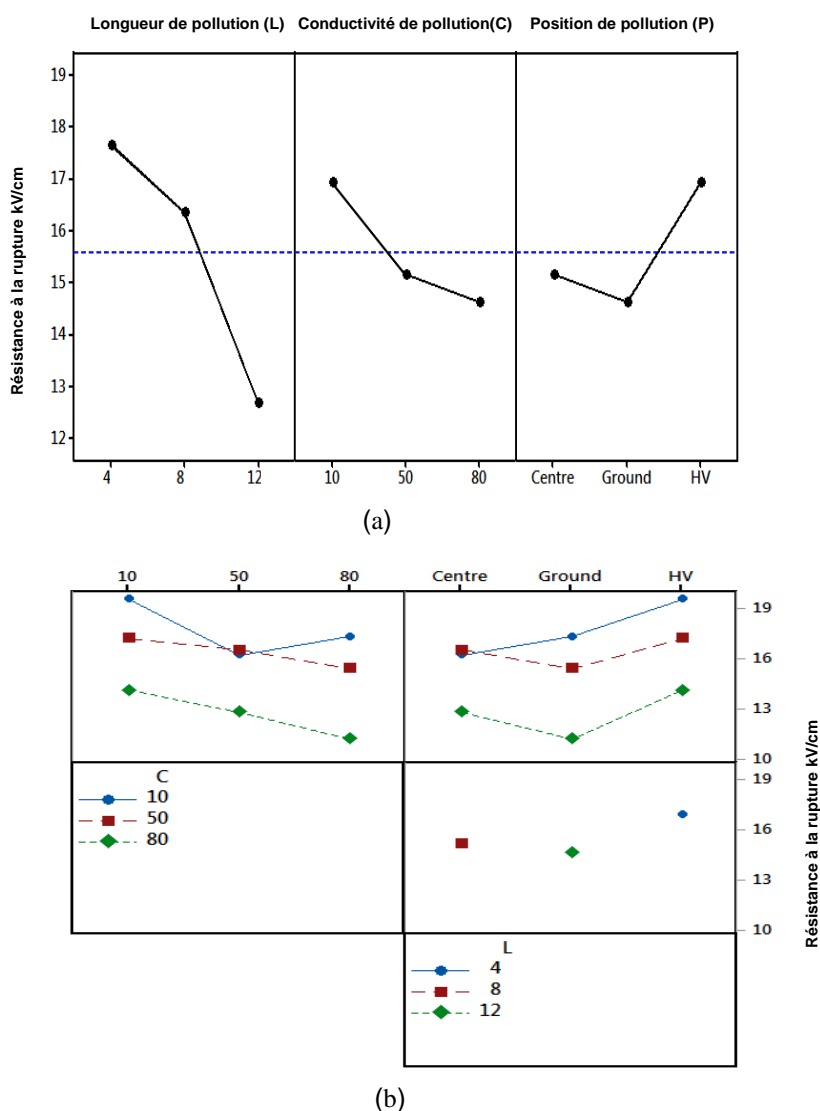 Longueur de pollution (L) Conductivité de pollution(C) Position de pollution (P)
Résistance à la rupture kV/cm
19
18
17
16
15
14
13
12
4 8 12 10 50 80 Centre Ground HV
(a)
10 50 80 Centre Ground HV
19
16
13
10
C
10
50
80
19
16
13
10
Résistance à la rupture kV/cm
L
4
8
12
(b)